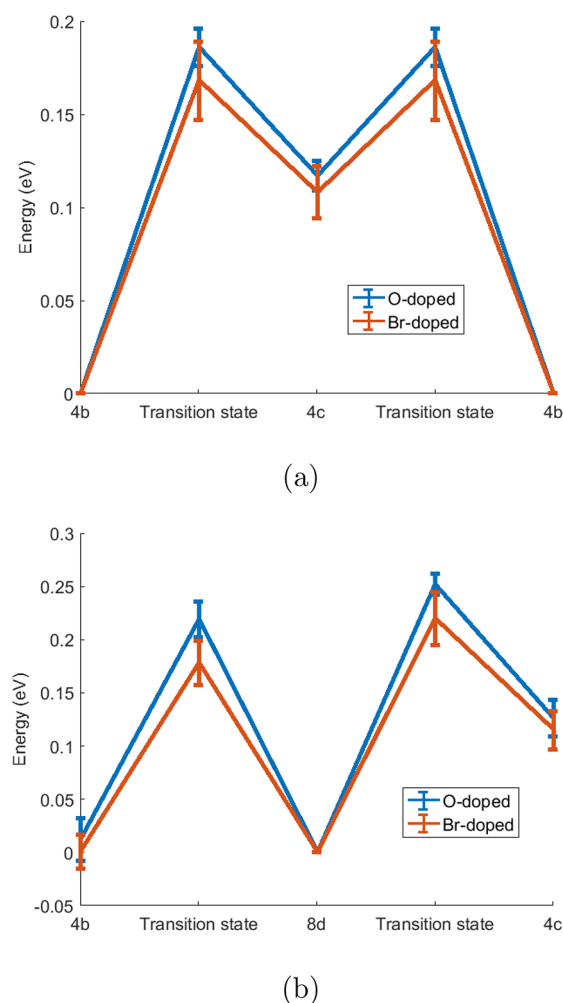 0.2
0.15
0.1
0.05
0
Energy (eV)
O-doped
Br-doped
4b Transition state 4c Transition state 4b
(a)
0.3
0.25
0.2
0.15
0.1
0.05
0
-0.05
Energy (eV)
O-doped
Br-doped
4b Transition state 8d Transition state 4c
(b)